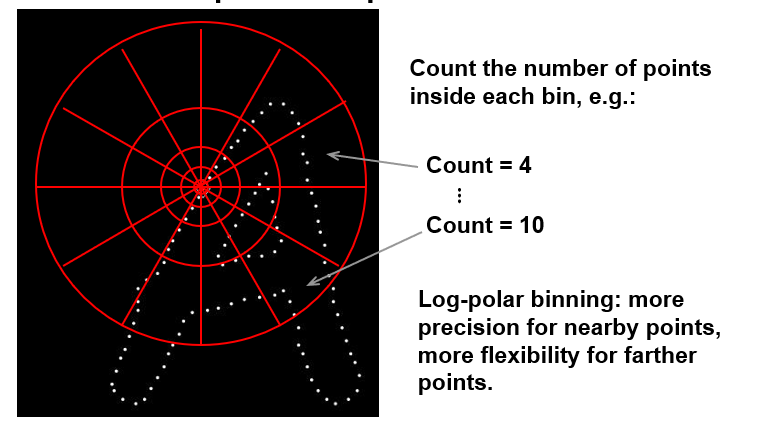 Count the number of points
inside each bin, e.g.:
Count = 4
⋮
Count = 10
Log-polar binning: more
precision for nearby points,
more flexibility for farther
points.